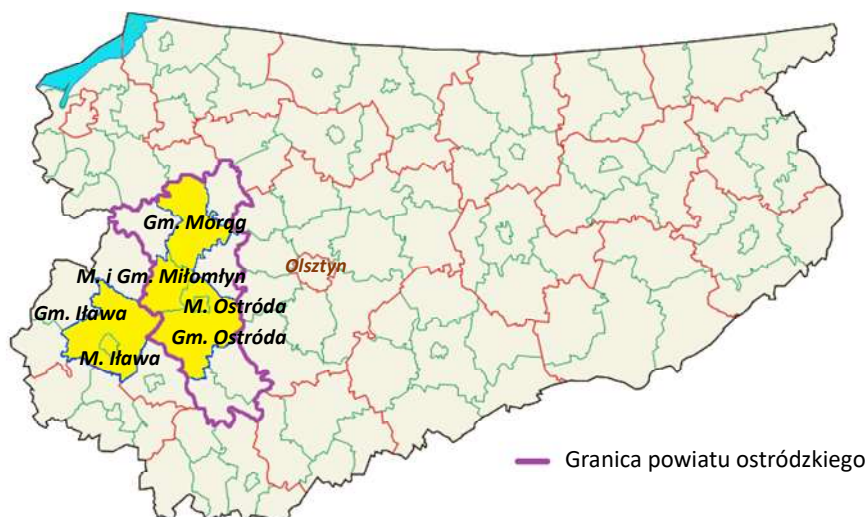 Gm. Morąg
Olsztyn
M. i Gm. Miłomłyn
M. Ostróda
Gm. Iława
Gm. Ostróda
M. Iława
Granica powiatu ostródzkiego